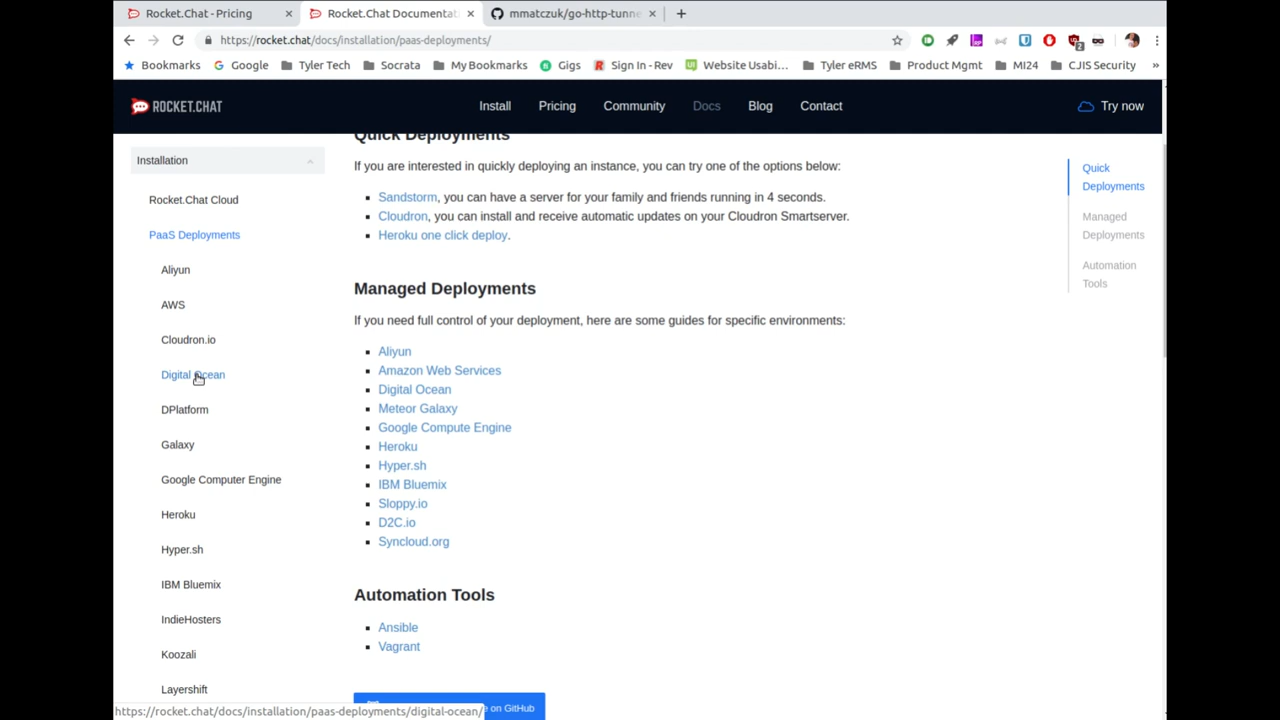 Rocket.Chat - Pricing
Rocket.Chat Documentat
mmatczuk/go-http-tunne
https://rocket.chat/docs/installation/paas-deployments/
Bookmarks
Google
Tyler Tech
Socrata
My Bookmarks
Gigs
Sign In - Rev
Website Usabi...
Tyler eRMS
Product Mgmt
MI24
CJIS Security
»
ROCKET.CHAT
Install
Pricing
Community
Docs
Blog
Contact
Try now
Installation
Rocket.Chat Cloud
PaaS Deployments
Aliyun
AWS
Cloudron.io
Digital Ocean
DPlatform
Galaxy
Google Computer Engine
Heroku
Hyper.sh
IBM Bluemix
IndieHosters
Koozali
Layershift
Quick Deployments
If you are interested in quickly deploying an instance, you can try one of the options below:
Sandstorm, you can have a server for your family and friends running in 4 seconds.
Cloudron, you can install and receive automatic updates on your Cloudron Smartserver.
Heroku one click deploy.
Managed Deployments
If you need full control of your deployment, here are some guides for specific environments:
Aliyun
Amazon Web Services
Digital Ocean
Meteor Galaxy
Google Compute Engine
Heroku
Hyper.sh
IBM Bluemix
Sloppy.io
D2C.io
Syncloud.org
Automation Tools
Ansible
Vagrant
e on GitHub
Quick
Deployments
Managed
Deployments
Automation
Tools
https://rocket.chat/docs/installation/paas-deployments/digital-ocean/